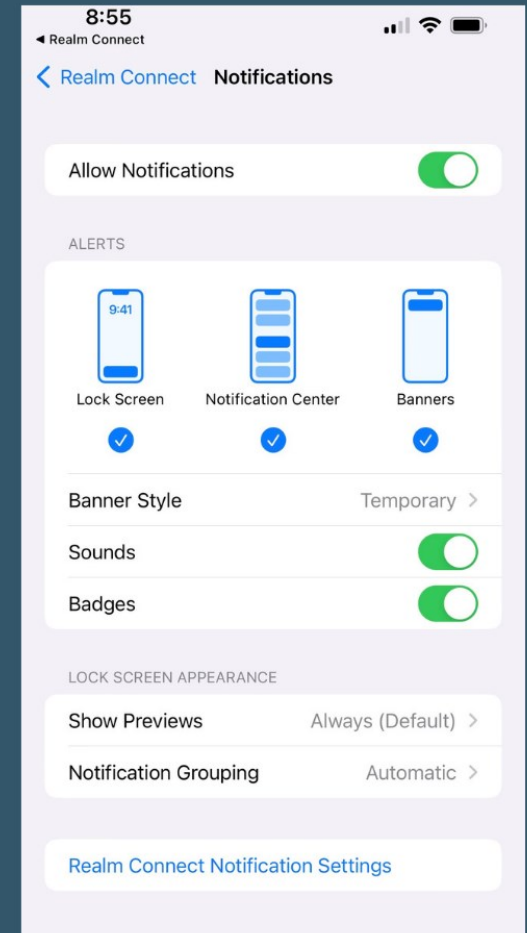 8:55
◀ Realm Connect
Realm Connect Notifications
Allow Notifications
ALERTS
9:41
Lock Screen Notification Center Banners
Banner Style Temporary
Sounds
Badges
LOCK SCREEN APPEARANCE
Show Previews Always (Default)
Notification Grouping Automatic
Realm Connect Notification Settings